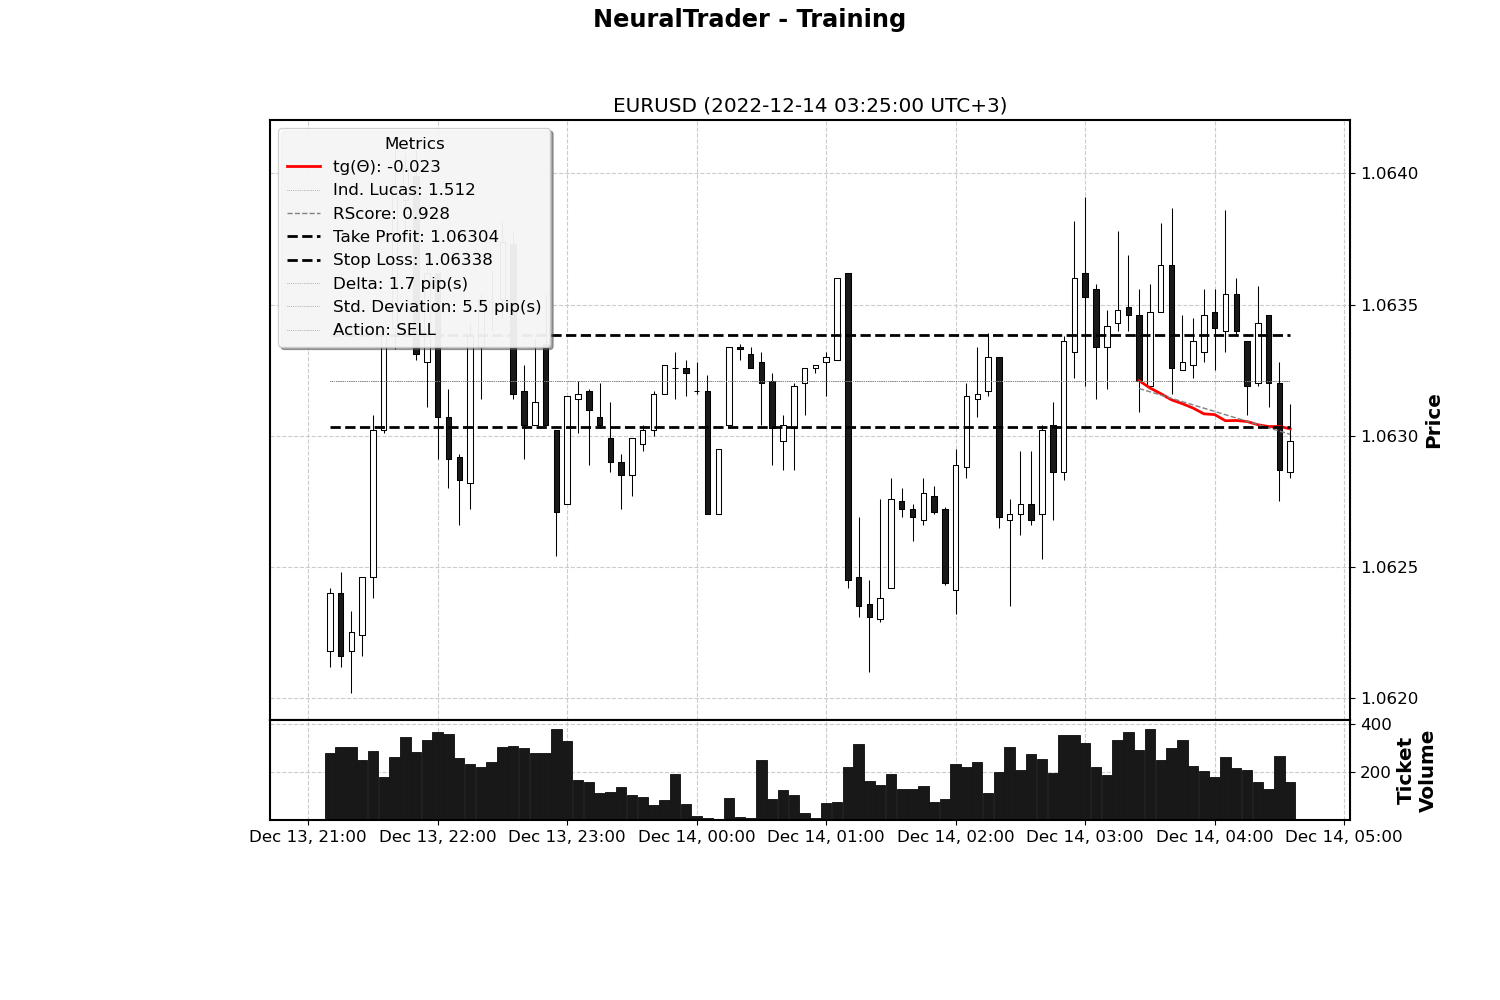 NeuralTrader - Training
EURUSD (2022-12-14 03:25:00 UTC+3)
Metrics
tg(Θ): -0.023
Ind. Lucas: 1.512
RScore: 0.928
Take Profit: 1.06304
Stop Loss: 1.06338
Delta: 1.7 pip(s)
Std. Deviation: 5.5 pip(s)
Action: SELL
1.0640
1.0635
1.0630
1.0625
1.0620
Price
400
200
Ticket
Volume
Dec 13, 21:00
Dec 13, 22:00
Dec 13, 23:00
Dec 14, 00:00
Dec 14, 01:00
Dec 14, 02:00
Dec 14, 03:00
Dec 14, 04:00
Dec 14, 05:00